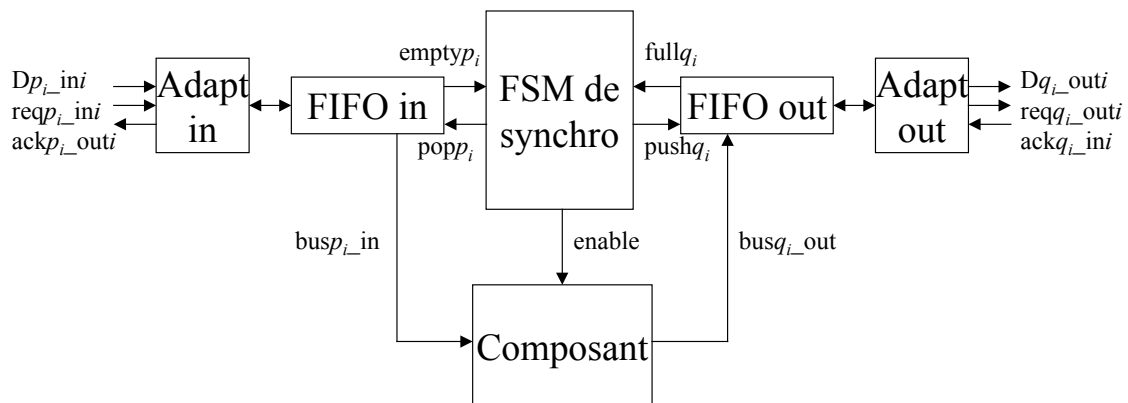 Dp_i_ini
reqp_i_ini
ackp_i_outi
Adapt
in
FIFO in
emptyp_i
popp_i
FSM de
synchro
fullq_i
pushq_i
FIFO out
Adapt
out
Dq_i_outi
reqq_i_outi
ackq_i_ini
busp_i_in
enable
busq_i_out
Composant